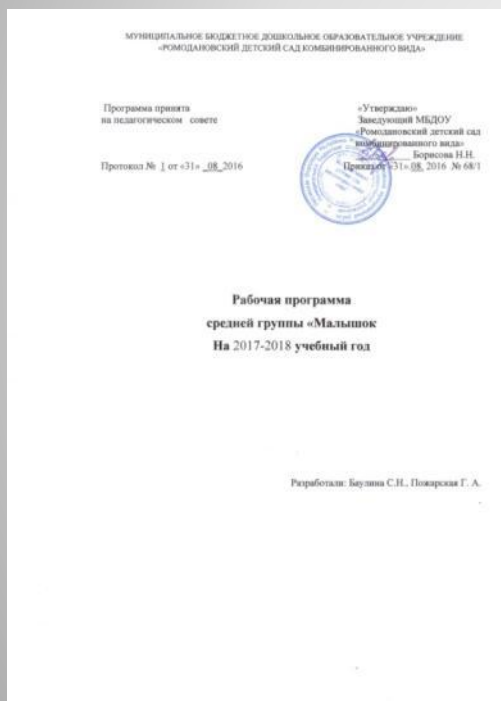 МУНИЦИПАЛЬНОЕ БЮДЖЕТНОЕ ДОШКОЛЬНОЕ ОБРАЗОВАТЕЛЬНОЕ УЧРЕЖДЕНИЕ
«РОМОДАНОВСКИЙ ДЕТСКИЙ САД КОМБИНИРОВАННОГО ВИДА»
Программа принята
на педагогическом совете
Протокол № 1 от «31» _08_2016
«Утверждаю»
Заведующий МБДОУ
«Ромодановский детский сад
комбинированного вида»
Борисова Н.Н.
Приказ от «31».08. 2016 № 68/1
Рабочая программа
средней группы «Малышок
На 2017-2018 учебный год
Разработали: Баулина С.Н., Пожарская Г. А.